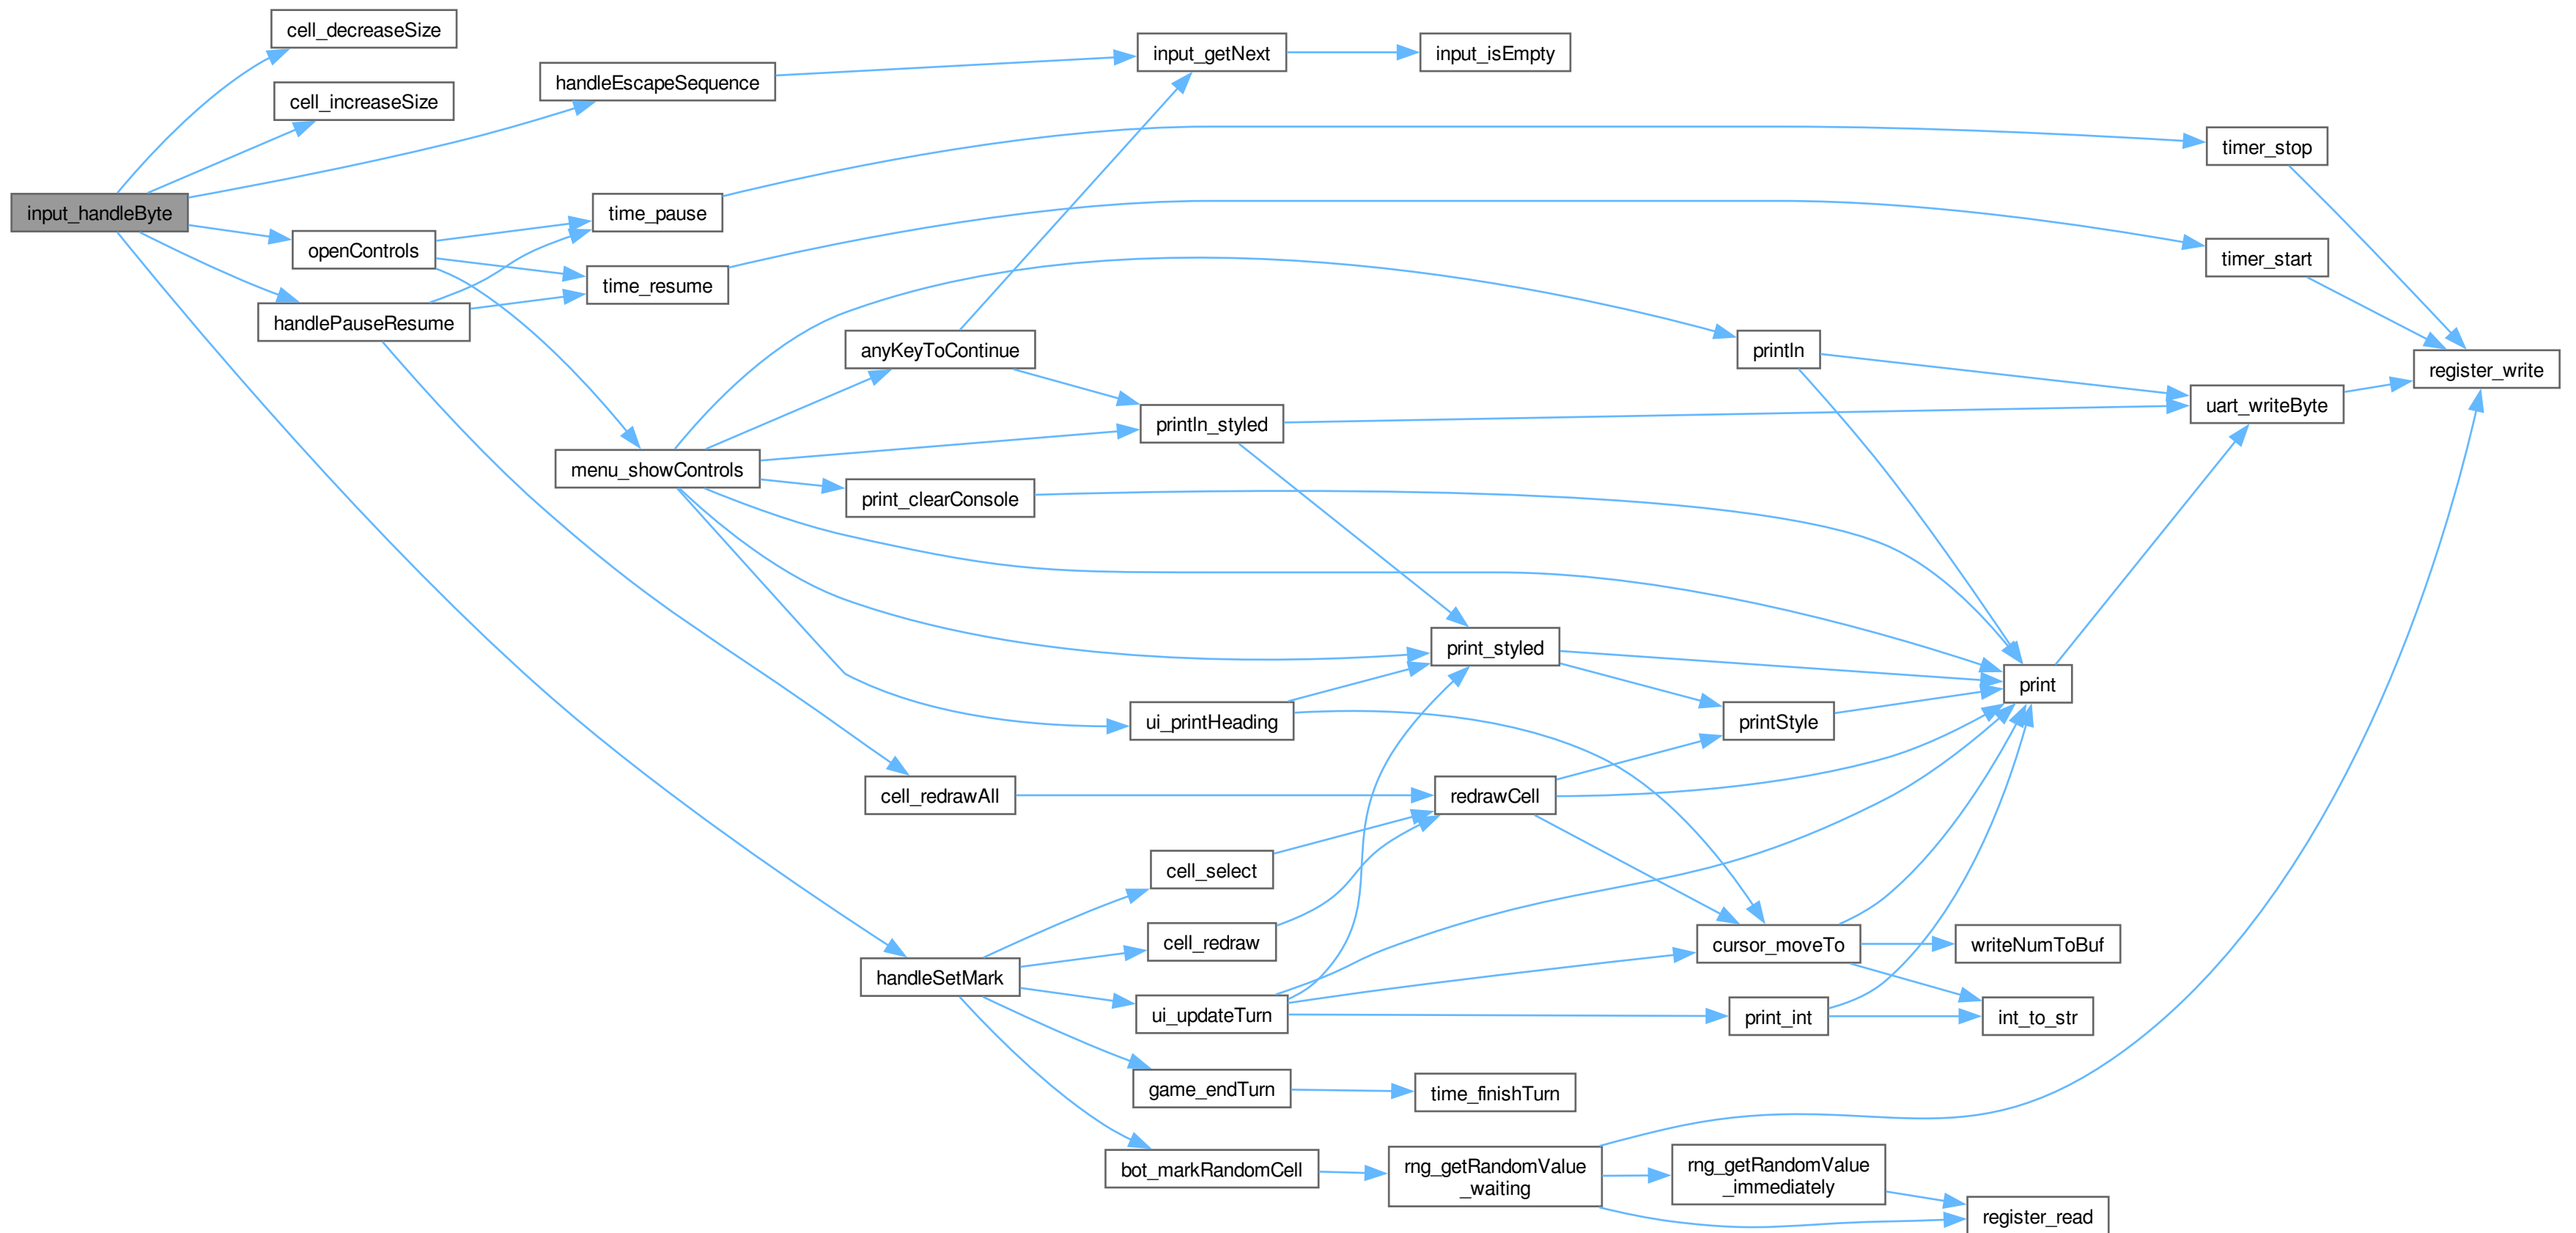 cell_decreaseSize
cell_increaseSize
handleEscapeSequence
input_getNext
input_isEmpty
input_handleByte
openControls
handlePauseResume
time_pause
time_resume
timer_stop
timer_start
anyKeyToContinue
println
register_write
uart_writeByte
println_styled
menu_showControls
print_clearConsole
print_styled
print
ui_printHeading
printStyle
cell_redrawAll
redrawCell
cell_select
cell_redraw
cursor_moveTo
writeNumToBuf
handleSetMark
ui_updateTurn
print_int
int_to_str
game_endTurn
time_finishTurn
bot_markRandomCell
rng_getRandomValue
_waiting
rng_getRandomValue
_immediately
register_read